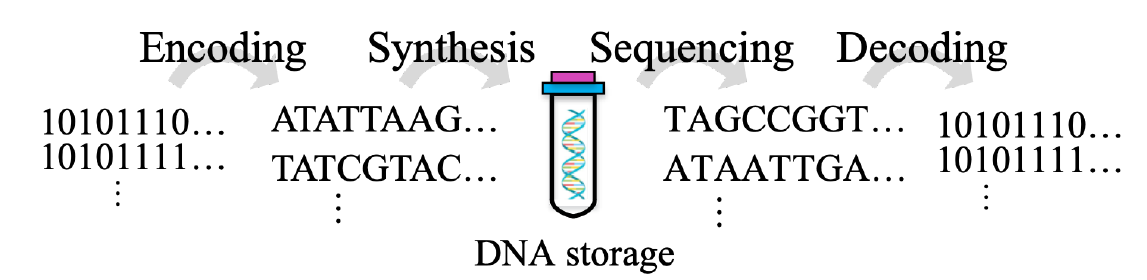 Encoding Synthesis Sequencing Decoding
10101110... ATATTAAG... TAGCCGGT... 10101110...
10101111... TATCGTAC... ATAATTGA... 10101111...
⋮ ⋮ ⋮ ⋮
DNA storage